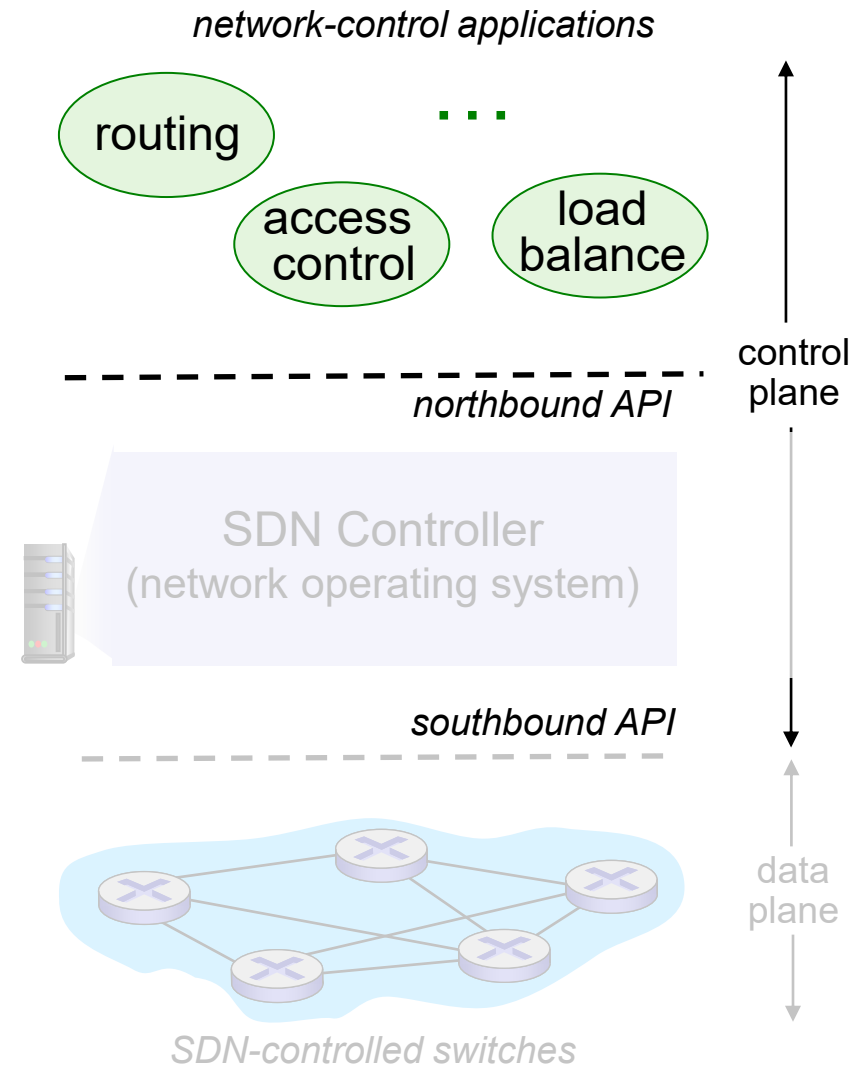 network-control applications
routing
...
access
control
load
balance
control
plane
northbound API
SDN Controller
(network operating system)
southbound API
data
plane
SDN-controlled switches